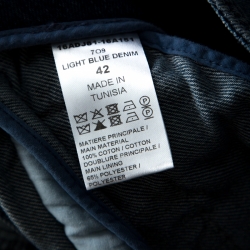 709
LIGHT BLUE DENIM
42
MADE IN
TUNISIA
MATIERE PRINCIPALE /
MAIN MATERIAL
100% COTON / COTTON
DOUBLURE PRINCIPALE /
MAIN LINING
65% POLYESTER /
POLYESTER